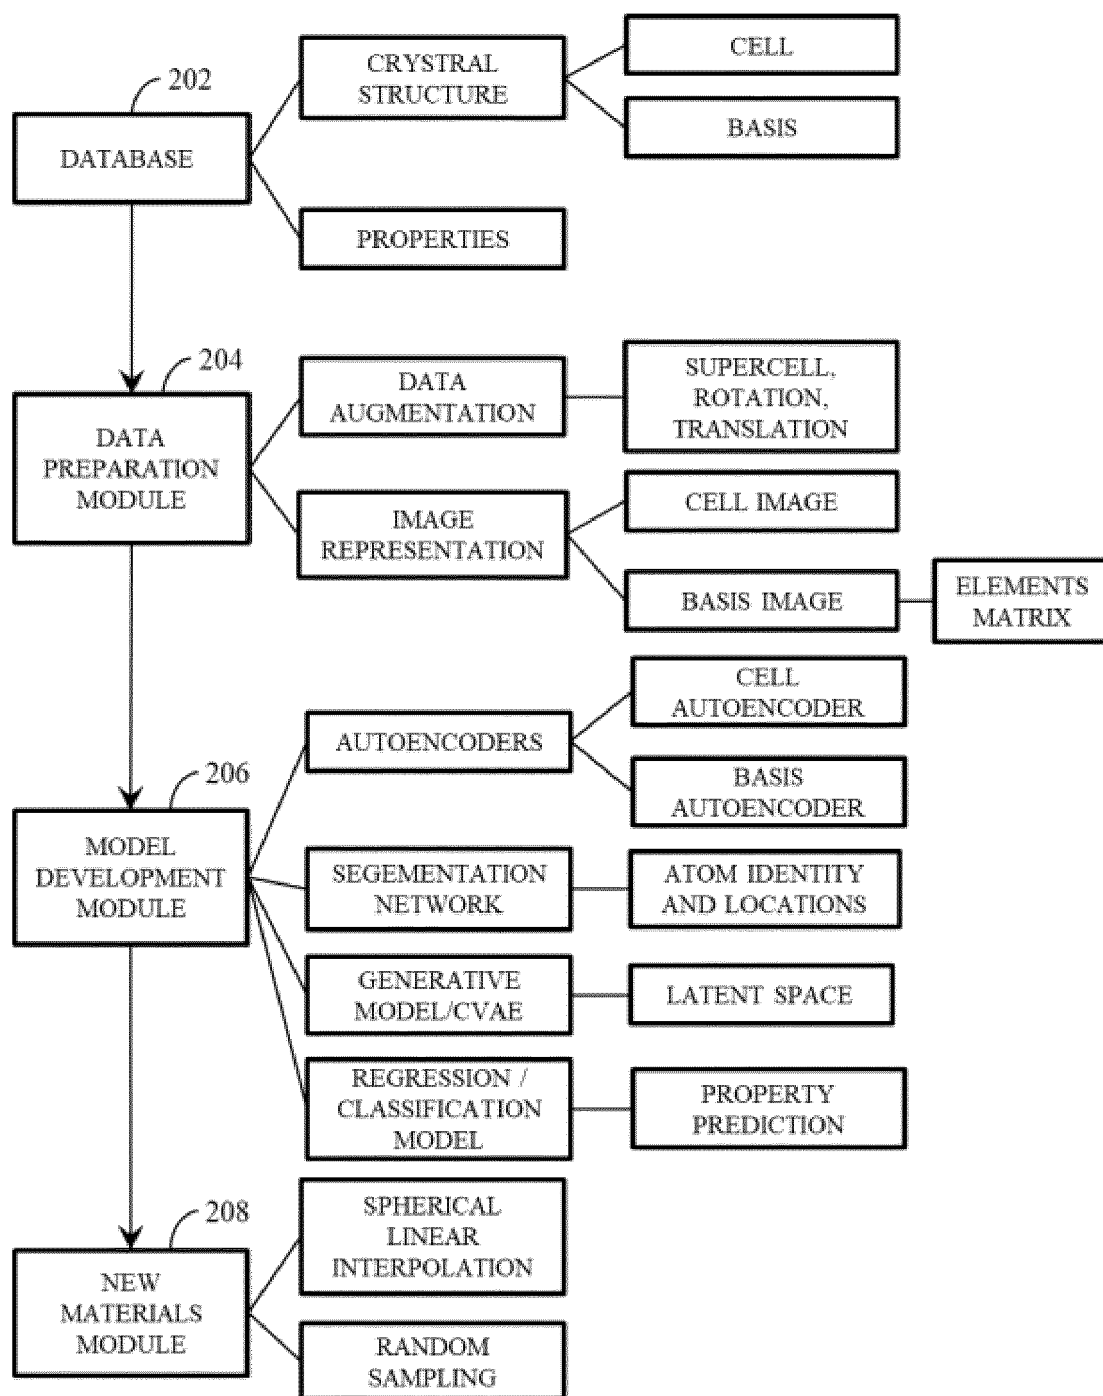 202
DATABASE
CRYSTRAL
STRUCTURE
CELL
BASIS
PROPERTIES
204
DATA
PREPARATION
MODULE
DATA
AUGMENTATION
SUPERCELL,
ROTATION,
TRANSLATION
IMAGE
REPRESENTATION
CELL IMAGE
BASIS IMAGE
ELEMENTS
MATRIX
206
MODEL
DEVELOPMENT
MODULE
AUTOENCODERS
CELL
AUTOENCODER
BASIS
AUTOENCODER
SEGEMENTATION
NETWORK
ATOM IDENTITY
AND LOCATIONS
GENERATIVE
MODEL/CVAE
LATENT SPACE
REGRESSION /
CLASSIFICATION
MODEL
PROPERTY
PREDICTION
208
NEW
MATERIALS
MODULE
SPHERICAL
LINEAR
INTERPOLATION
RANDOM
SAMPLING